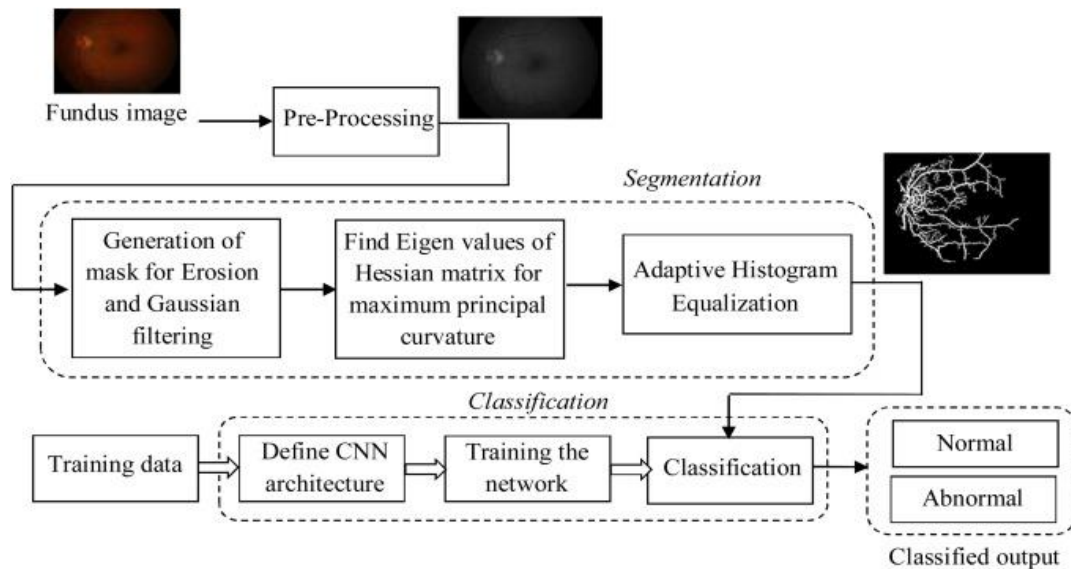 Fundus image
Pre-Processing
Segmentation
Generation of
mask for Erosion
and Gaussian
filtering
Find Eigen values of
Hessian matrix for
maximum principal
curvature
Adaptive Histogram
Equalization
Classification
Training data
Define CNN
architecture
Training the
network
Classification
Normal
Abnormal
Classified output